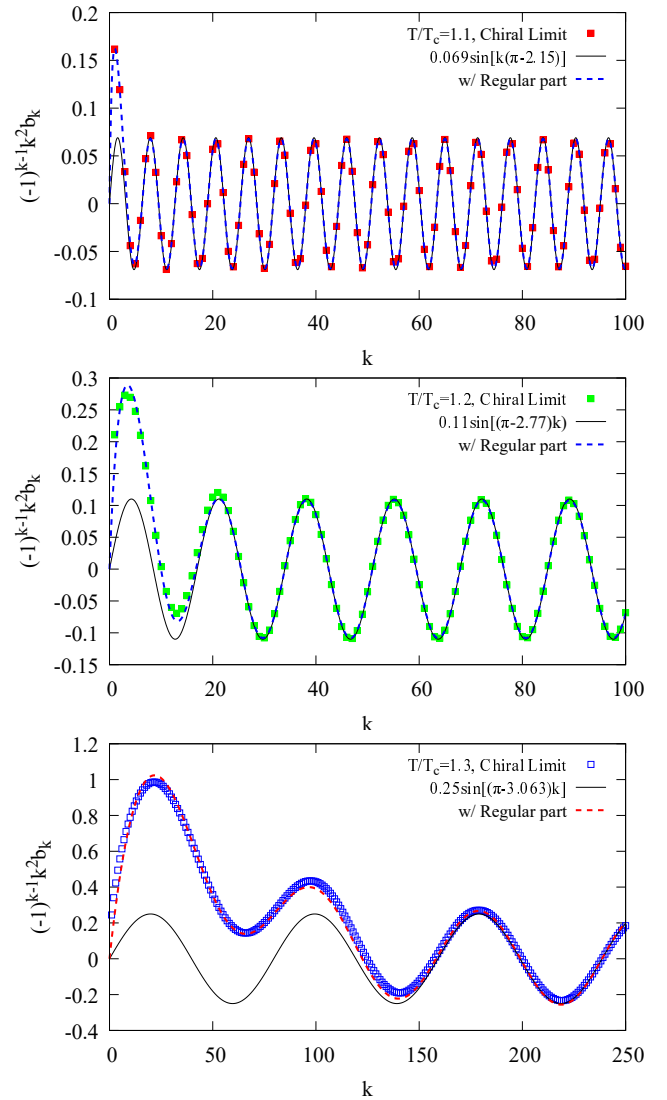 T/Tc=1.1, Chiral Limit
0.069sin[k(π-2.15)]
w/ Regular part
(-1)^{k-1}k^2b_k
0.2
0.15
0.1
0.05
0
-0.05
-0.1
0 20 40 60 80 100
k
T/Tc=1.2, Chiral Limit
0.11sin[(π-2.77)k)
w/ Regular part
(-1)^{k-1}k^2b_k
0.3
0.25
0.2
0.15
0.1
0.05
0
-0.05
-0.1
-0.15
0 20 40 60 80 100
k
T/Tc=1.3, Chiral Limit
0.25sin[(π-3.063)k]
w/ Regular part
(-1)^{k-1}k^2b_k
1.2
1
0.8
0.6
0.4
0.2
0
-0.2
-0.4
0 50 100 150 200 250
k